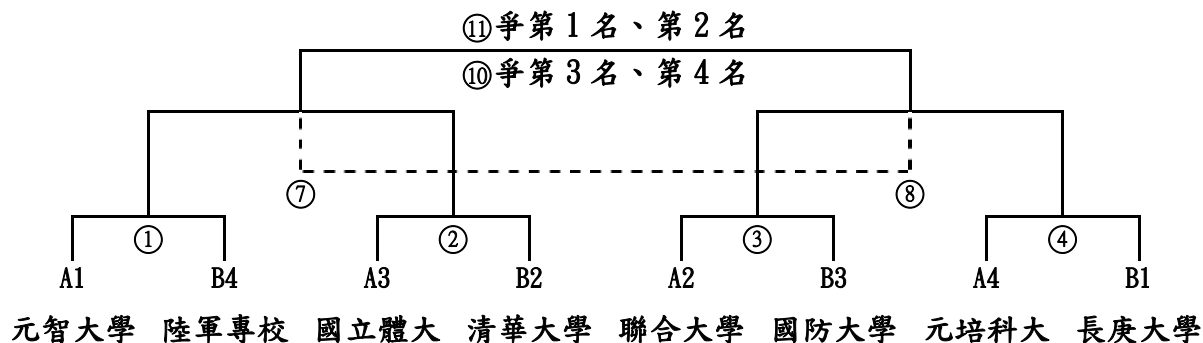 ⑪爭第1名、第2名
⑩爭第3名、第4名
⑦ ⑧
① ② ③ ④
A1 B4 A3 B2 A2 B3 A4 B1
元智大學 陸軍專校 國立體大 清華大學 聯合大學 國防大學 元培科大 長庚大學